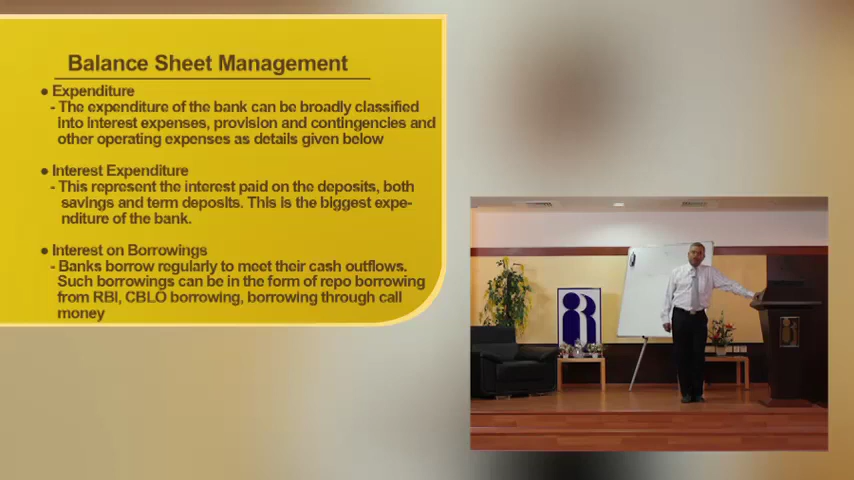 Balance Sheet Management
● Expenditure
- The expenditure of the bank can be broadly classified
into interest expenses, provision and contingencies and
other operating expenses as details given below
● Interest Expenditure
- This represent the interest paid on the deposits, both
savings and term deposits. This is the biggest expe-
nditure of the bank.
● Interest on Borrowings
- Banks borrow regularly to meet their cash outflows.
Such borrowings can be in the form of repo borrowing
from RBI, CBLO borrowing, borrowing through call
money